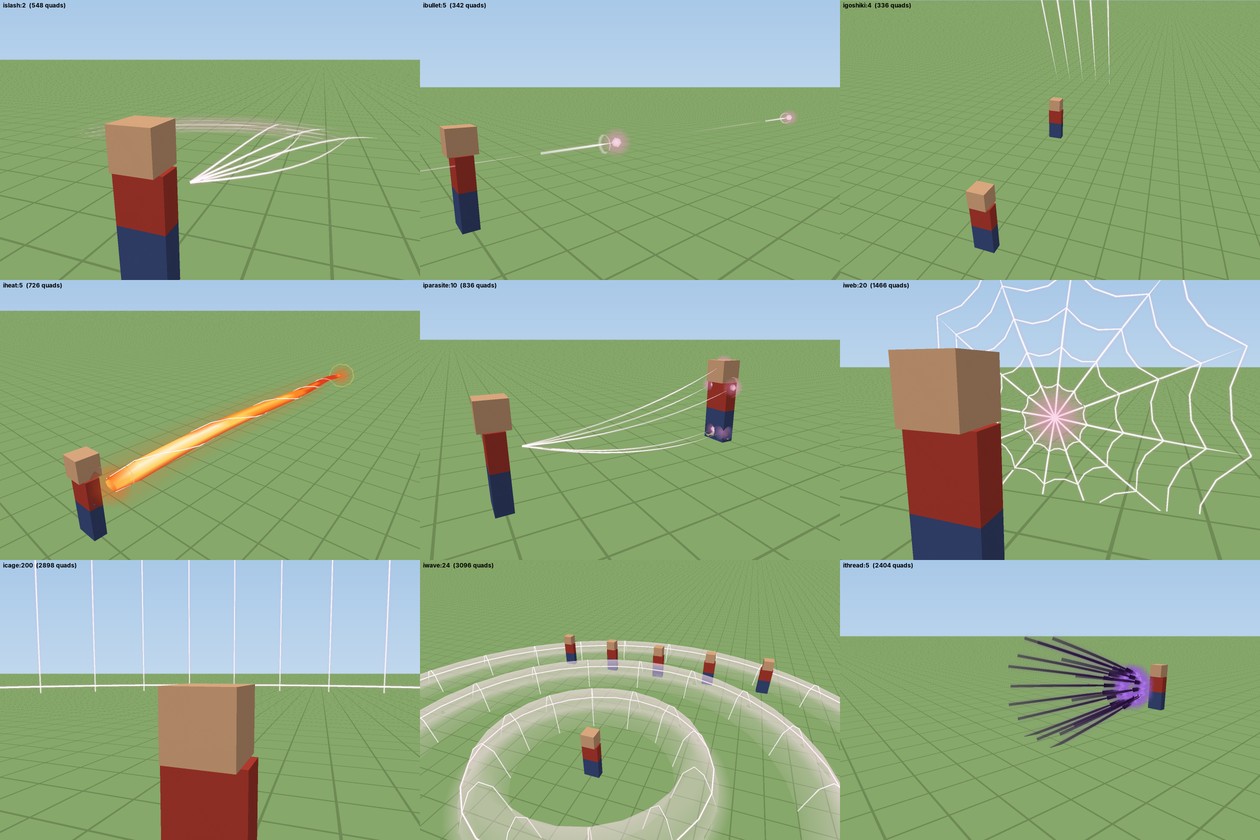 islash:2 (548 quads)
ibullet:5 (342 quads)
igoshiki:4 (336 quads)
iheat:5 (726 quads)
iparasite:10 (836 quads)
iweb:20 (1466 quads)
icage:200 (2898 quads)
iwave:24 (3096 quads)
ithread:5 (2404 quads)